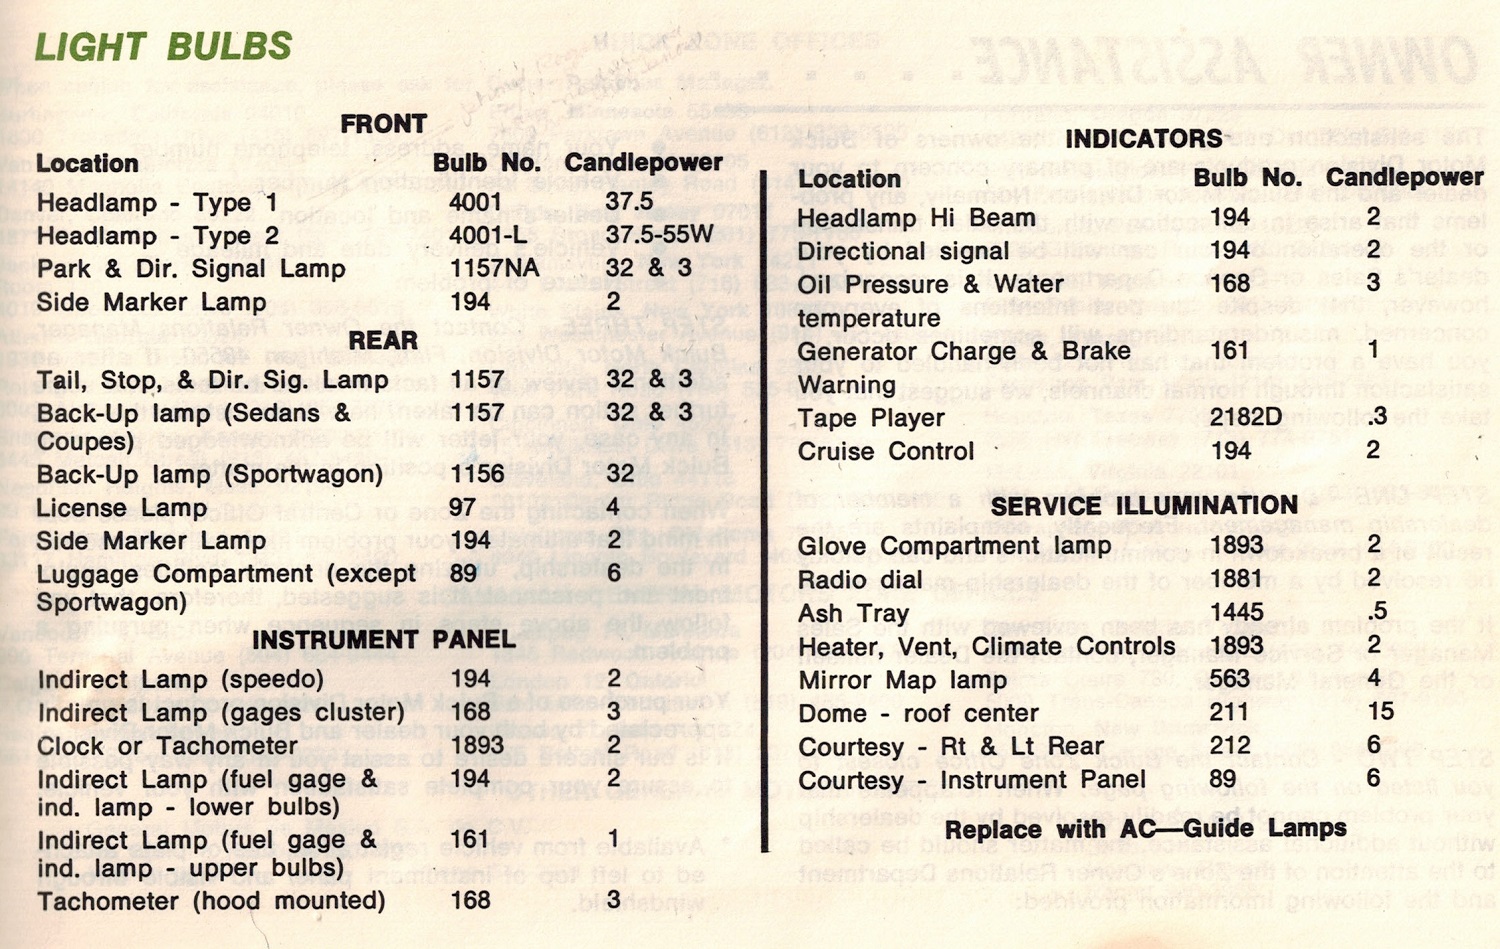 LIGHT BULBS
FRONT
Location Bulb No. Candlepower
Headlamp - Type 1 4001 37.5
Headlamp - Type 2 4001-L 37.5-55W
Park & Dir. Signal Lamp 1157NA 32 & 3
Side Marker Lamp 194 2
REAR
Tail, Stop, & Dir. Sig. Lamp 1157 32 & 3
Back-Up lamp (Sedans & 1157 32 & 3
Coupes)
Back-Up lamp (Sportwagon) 1156 32
License Lamp 97 4
Side Marker Lamp 194 2
Luggage Compartment (except 89 6
Sportwagon)
INSTRUMENT PANEL
Indirect Lamp (speedo) 194 2
Indirect Lamp (gages cluster) 168 3
Clock or Tachometer 1893 2
Indirect Lamp (fuel gage & 194 2
ind. lamp - lower bulbs)
Indirect Lamp (fuel gage & 161 1
ind. lamp - upper bulbs)
Tachometer (hood mounted) 168 3
INDICATORS
Location Bulb No. Candlepower
Headlamp Hi Beam 194 2
Directional signal 194 2
Oil Pressure & Water 168 3
temperature
Generator Charge & Brake 161 1
Warning
Tape Player 2182D .3
Cruise Control 194 2
SERVICE ILLUMINATION
Glove Compartment lamp 1893 2
Radio dial 1881 2
Ash Tray 1445 .5
Heater, Vent, Climate Controls 1893 2
Mirror Map lamp 563 4
Dome - roof center 211 15
Courtesy - Rt & Lt Rear 212 6
Courtesy - Instrument Panel 89 6
Replace with AC—Guide Lamps